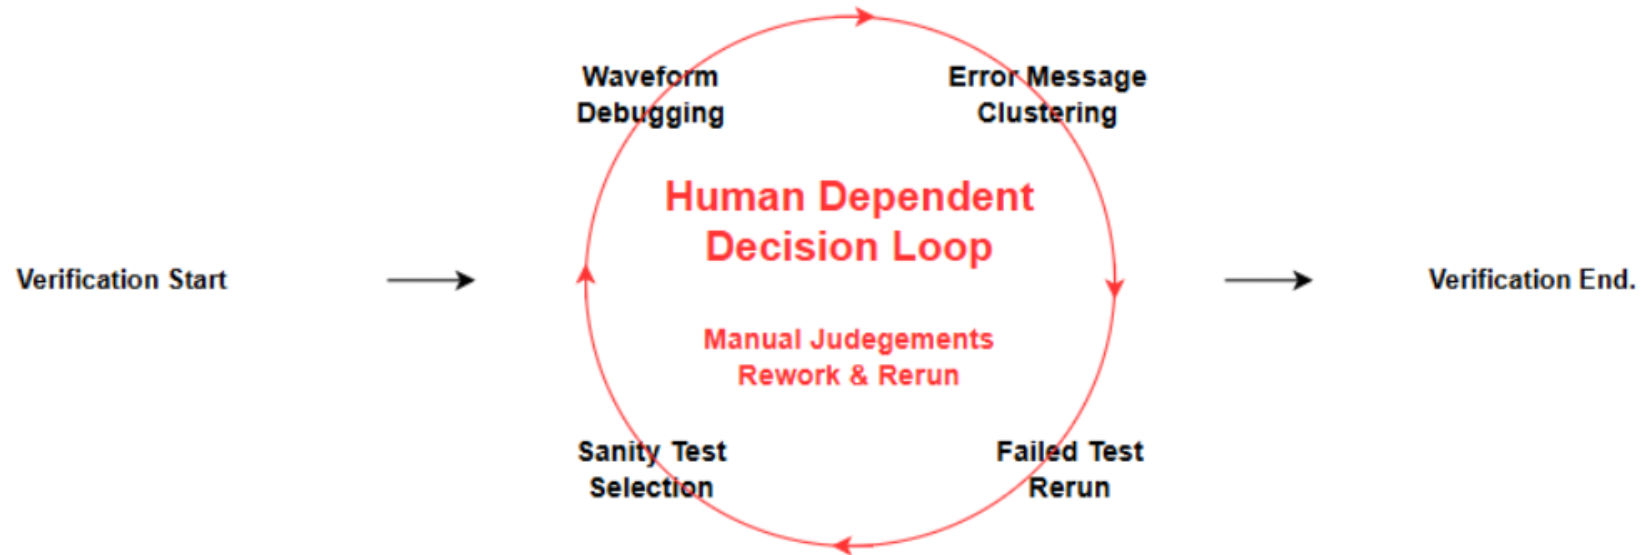 Waveform
Debugging
Error Message
Clustering
Human Dependent
Decision Loop
Verification Start
Verification End.
Manual Judegements
Rework & Rerun
Sanity Test
Selection
Failed Test
Rerun